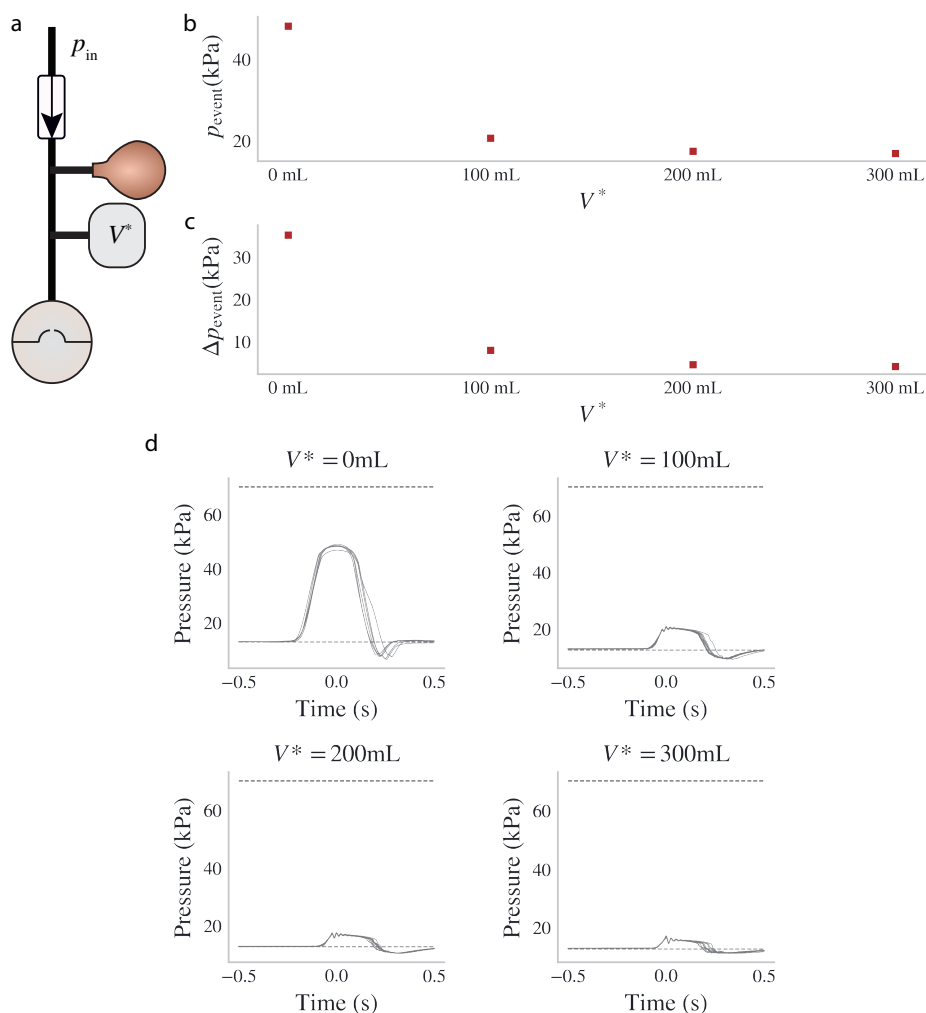 a
p_in
V*
b
p_event(kPa)
40
20
0 mL 100 mL 200 mL 300 mL
V*
c
Δp_event(kPa)
30
20
10
0 mL 100 mL 200 mL 300 mL
V*
d
V* = 0mL
Pressure (kPa)
60
40
20
−0.5 0.0 0.5
Time (s)
V* = 100mL
Pressure (kPa)
60
40
20
−0.5 0.0 0.5
Time (s)
V* = 200mL
Pressure (kPa)
60
40
20
−0.5 0.0 0.5
Time (s)
V* = 300mL
Pressure (kPa)
60
40
20
−0.5 0.0 0.5
Time (s)